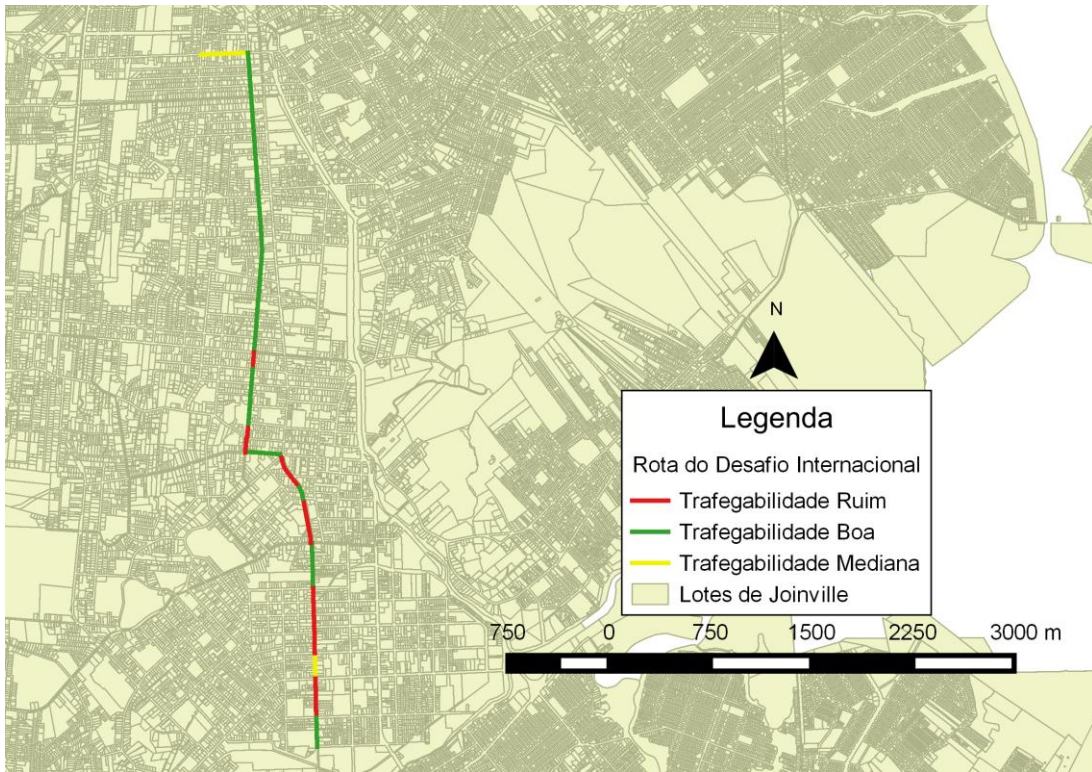 N
Legenda
Rota do Desafio Internacional
Trafegabilidade Ruim
Trafegabilidade Boa
Trafegabilidade Mediana
Lotes de Joinville
750 0 750 1500 2250 3000 m